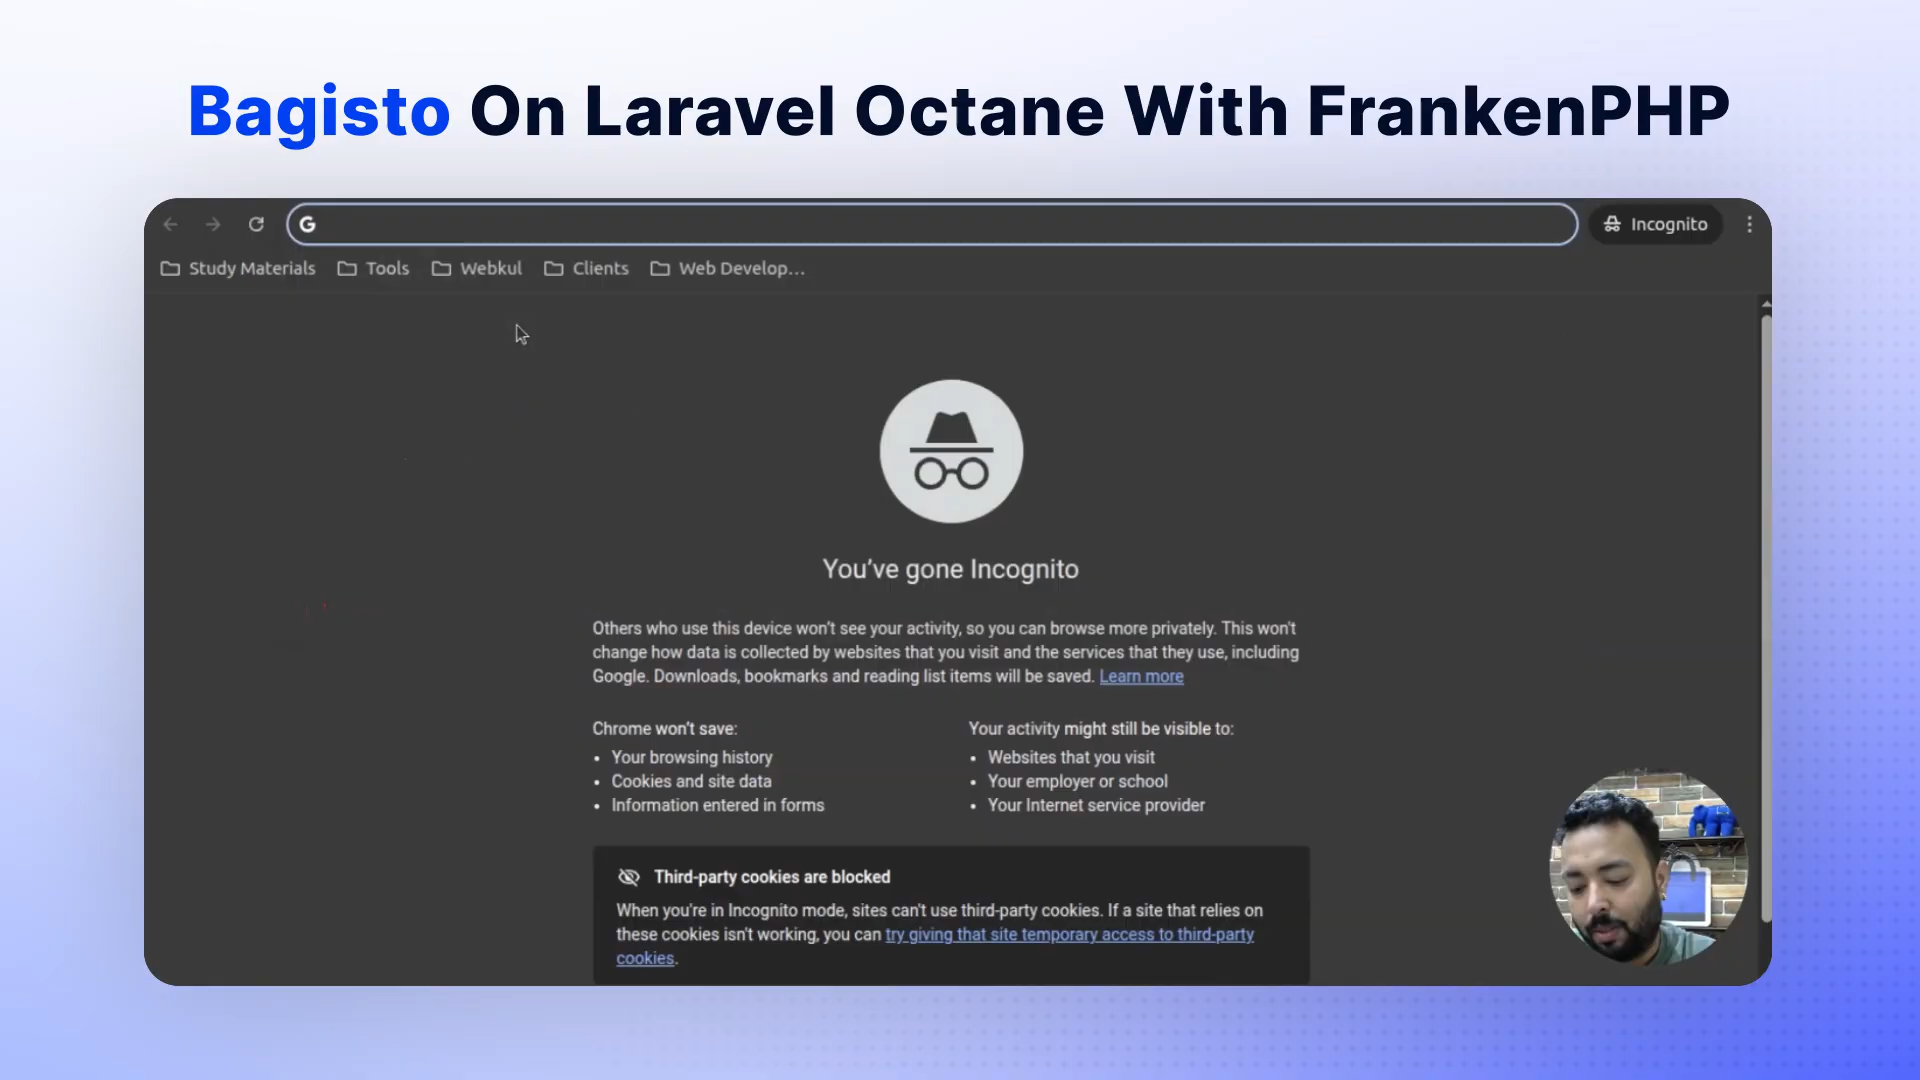 Bagisto On Laravel Octane With FrankenPHP
G
Incognito
Study Materials
Tools
Webkul
Clients
Web Develop...
You've gone Incognito
Others who use this device won't see your activity, so you can browse more privately. This won't
change how data is collected by websites that you visit and the services that they use, including
Google. Downloads, bookmarks and reading list items will be saved. Learn more
Chrome won't save:
• Your browsing history
• Cookies and site data
• Information entered in forms
Your activity might still be visible to:
• Websites that you visit
• Your employer or school
• Your Internet service provider
Third-party cookies are blocked
When you're in Incognito mode, sites can't use third-party cookies. If a site that relies on
these cookies isn't working, you can try giving that site temporary access to third-party
cookies.